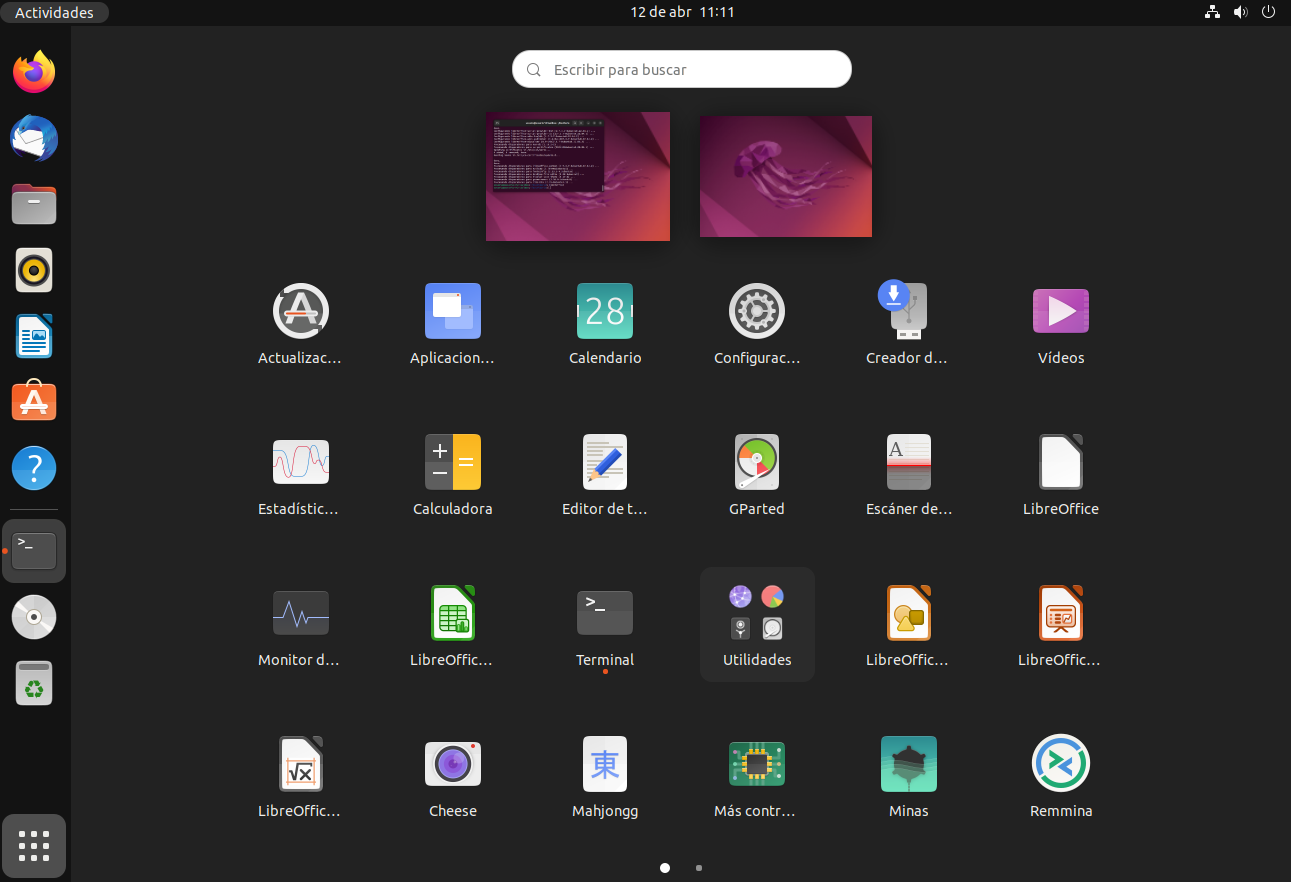 Actividades
12 de abr 11:11
Escribir para buscar
Actualizac...
Aplicacion...
28
Calendario
Configurac...
Creador d...
Vídeos
Estadístic...
Calculadora
Editor de t...
GParted
A
Escáner de...
LibreOffice
Monitor d...
LibreOffic...
>_
Terminal
Utilidades
LibreOffic...
LibreOffic...
√x
LibreOffic...
Cheese
東
Mahjongg
Más contr...
Minas
Remmina
?
>_